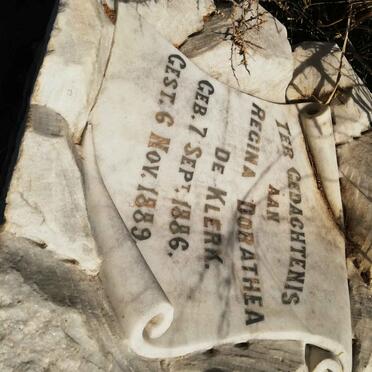 TER GEDACHTENIS
AAN
REGINA DORATHEA
DE KLERK.
GEB. 7 SEPT. 1886.
GEST. 6 NOV. 1889